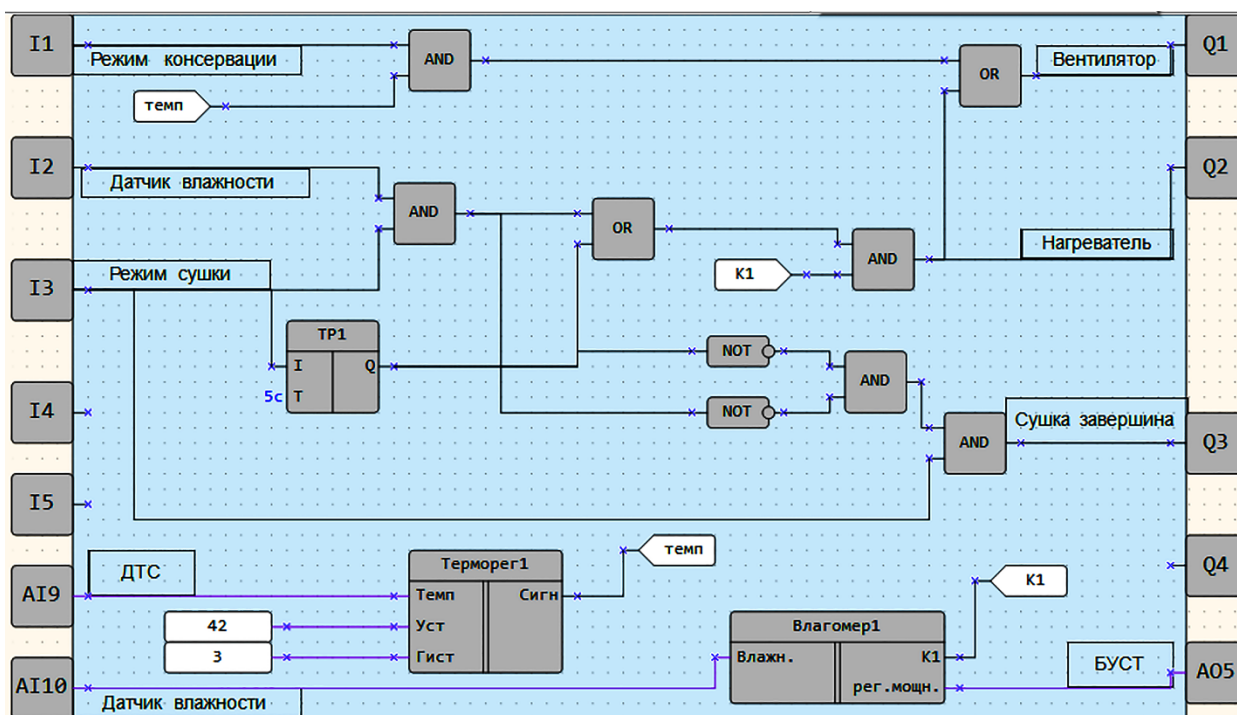 I1
Режим консервации
AND
OR
Вентилятор
Q1
темп
I2
Датчик влажности
AND
OR
Q2
Нагреватель
I3
Режим сушки
K1
AND
TP1
I
Q
5с
T
NOT
AND
I4
NOT
AND
Сушка завершина
Q3
I5
ДТС
Терморег1
темп
Q4
AI9
Темп
Сигн
K1
42
Уст
Влагомер1
3
Гист
Влажн.
K1
БУСТ
AO5
AI10
рег.мощн.
Датчик влажности